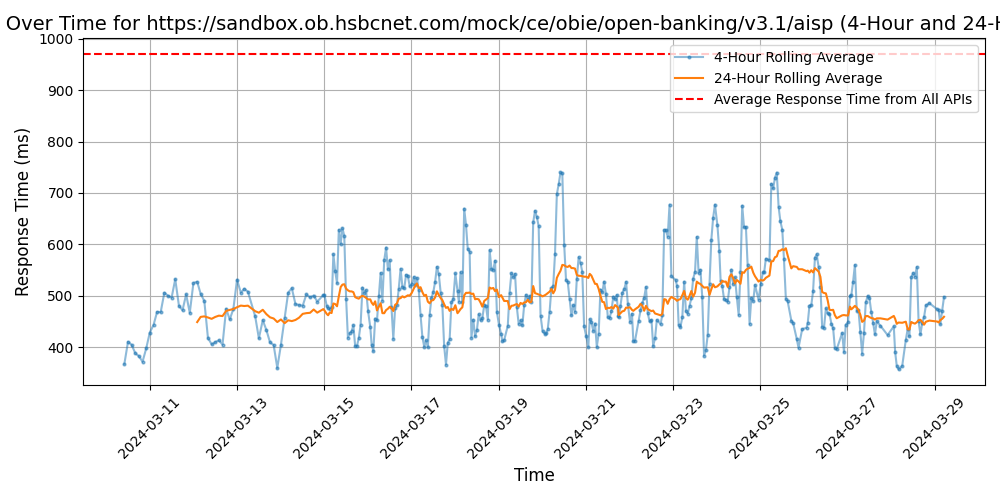 Over Time for https://sandbox.ob.hsbcnet.com/mock/ce/obie/open-banking/v3.1/aisp (4-Hour and 24-H
4-Hour Rolling Average
24-Hour Rolling Average
Average Response Time from All APIs
Response Time (ms)
1000
900
800
700
600
500
400
2024-03-11
2024-03-13
2024-03-15
2024-03-17
2024-03-19
2024-03-21
2024-03-23
2024-03-25
2024-03-27
2024-03-29
Time